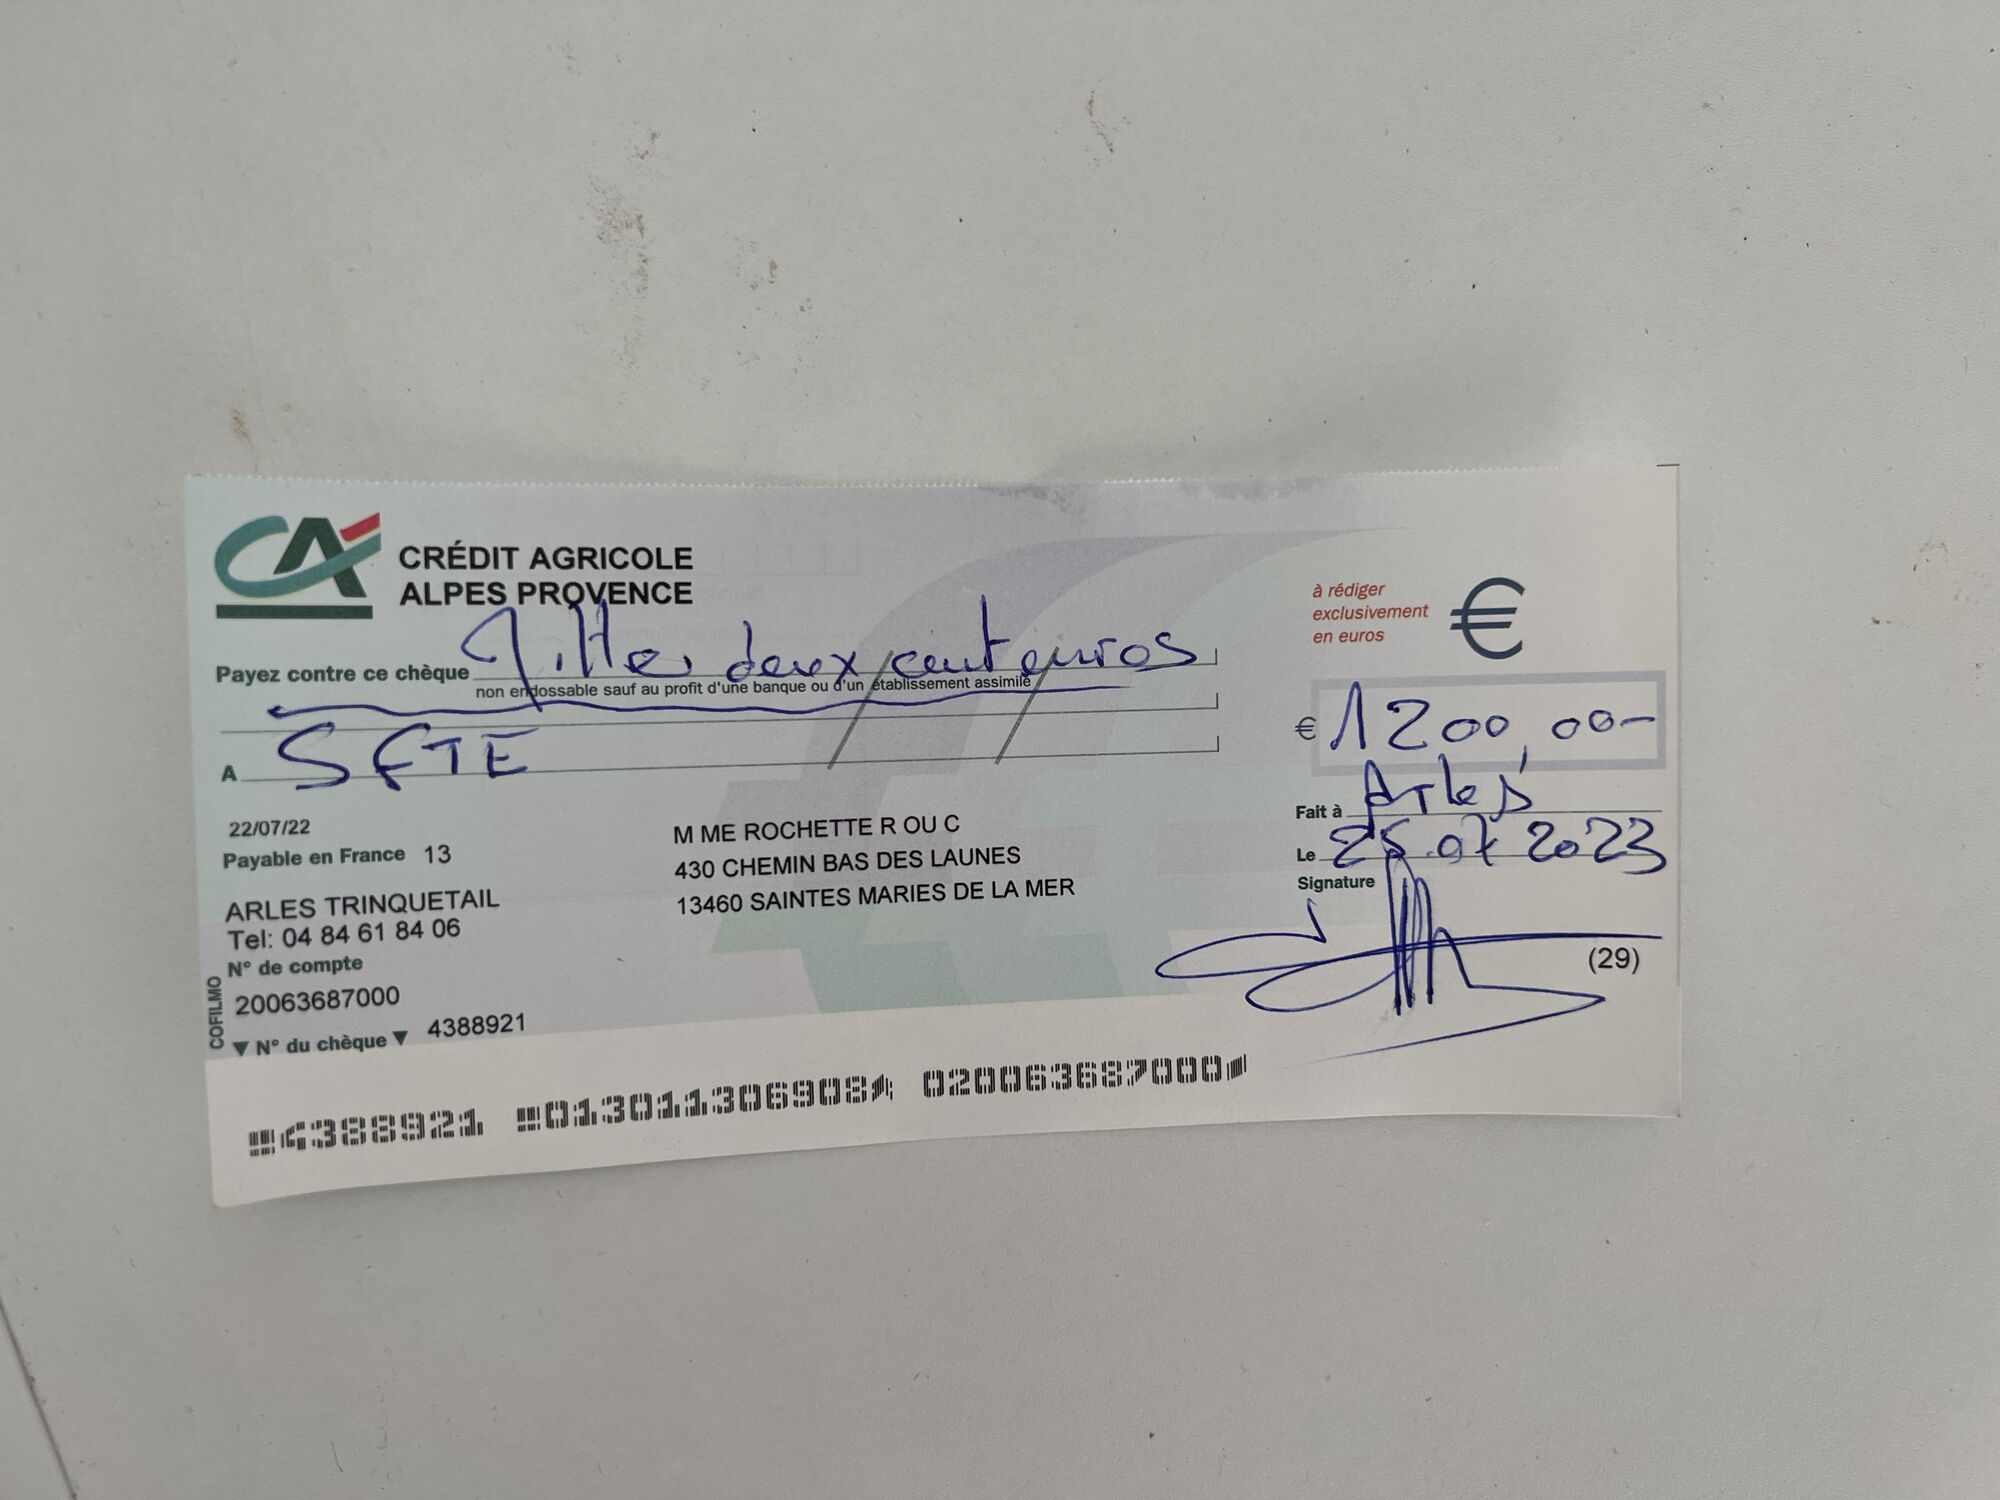 CA
CRÉDIT AGRICOLE
ALPES PROVENCE
à rédiger
exclusivement
en euros
€
Payez contre ce chèque Mille deux cent euros
non endossable sauf au profit d'une banque ou d'un établissement assimilé
€ 1200,00-
A SFTE
Fait à Arles
Le 25.07 2023
Signature
22/07/22
Payable en France 13
M ME ROCHETTE R OU C
430 CHEMIN BAS DES LAUNES
13460 SAINTES MARIES DE LA MER
ARLES TRINQUETAIL
Tel: 04 84 61 84 06
N° de compte
20063687000
(29)
▼ N° du chèque ▼ 4388921
COFILMO
4388921 013011306908 020063687000